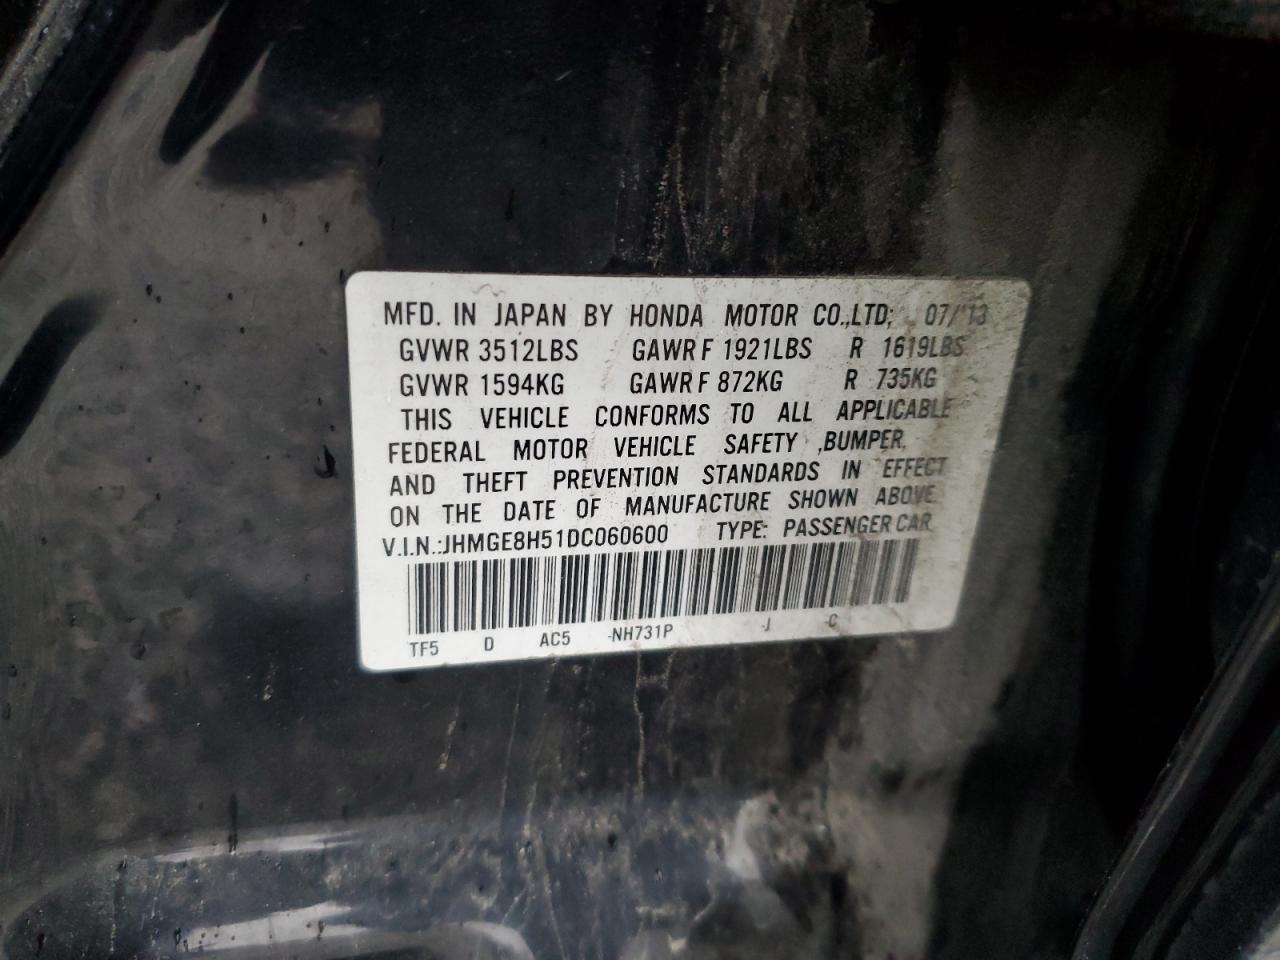 MFD. IN JAPAN BY HONDA MOTOR CO.,LTD; 07/13
GVWR 3512LBS GAWR F 1921LBS R 1619LBS
GVWR 1594KG GAWR F 872KG R 735KG
THIS VEHICLE CONFORMS TO ALL APPLICABLE
FEDERAL MOTOR VEHICLE SAFETY ,BUMPER,
AND THEFT PREVENTION STANDARDS IN EFFECT
ON THE DATE OF MANUFACTURE SHOWN ABOVE
V.I.N.:JHMGE8H51DC060600 TYPE: PASSENGER CAR
TF5 D AC5 -NH731P -J -C